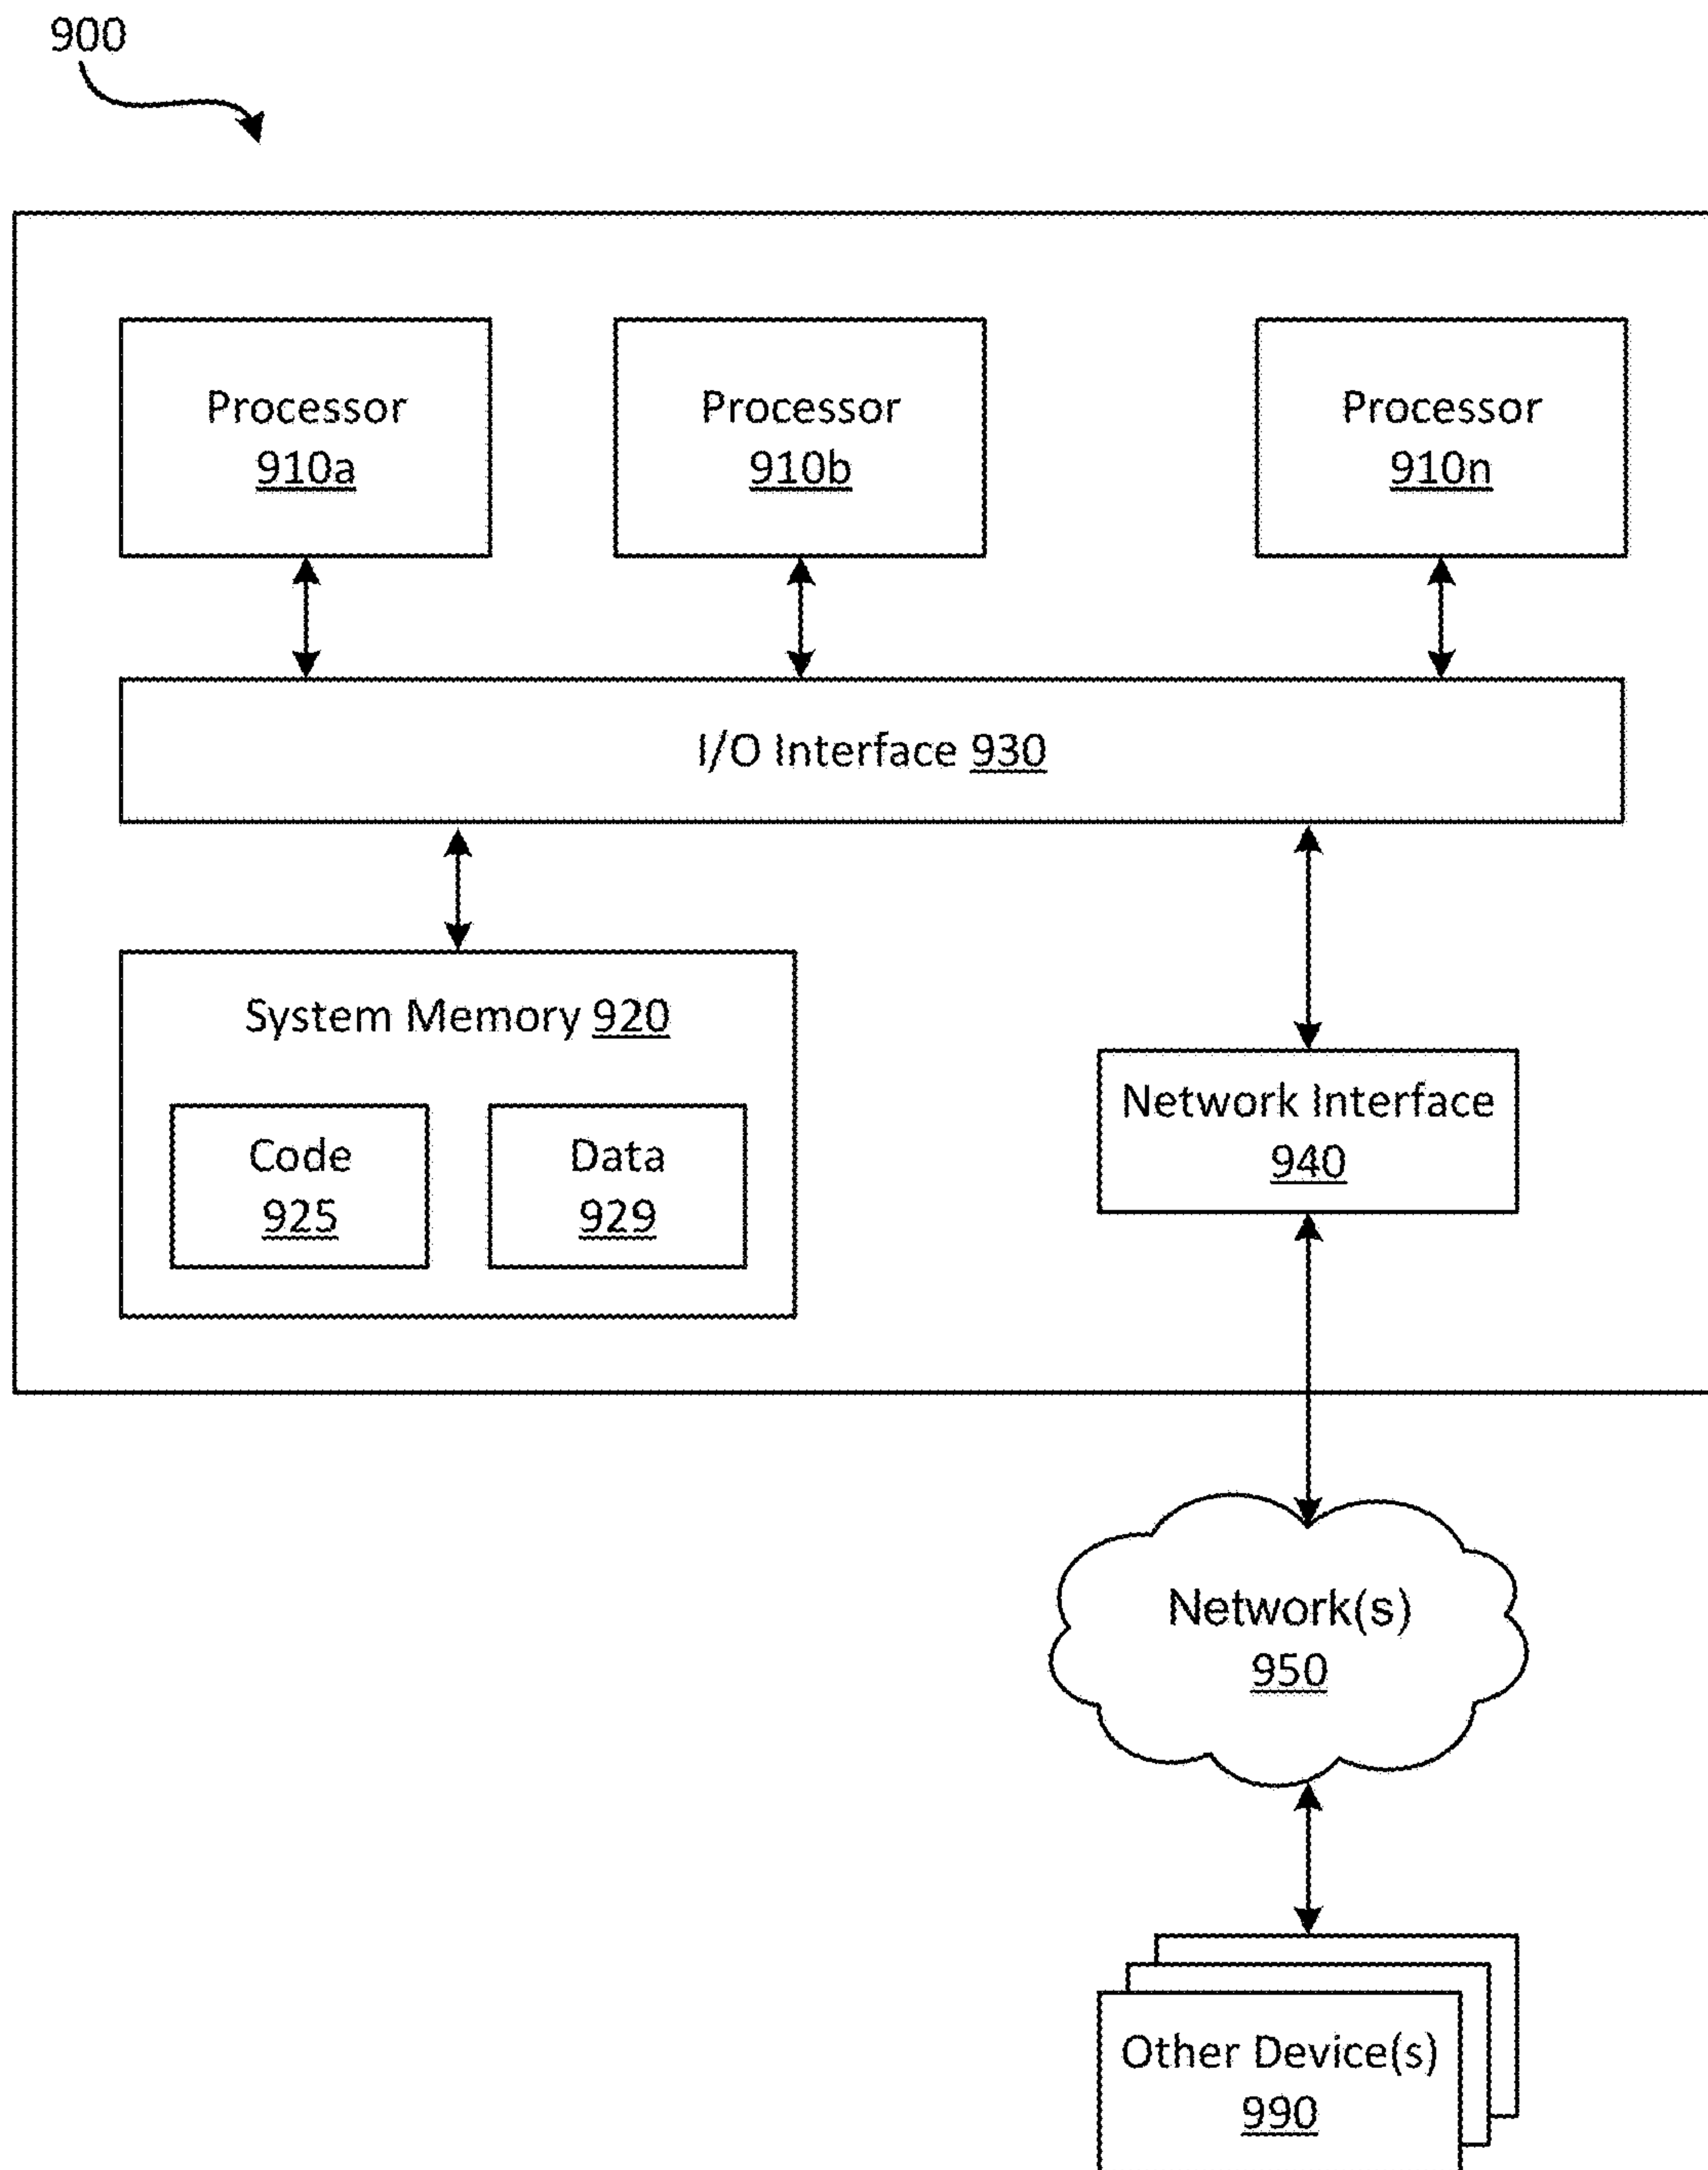 900
Processor
910a
Processor
910b
Processor
910n
I/O Interface 930
System Memory 920
Code
925
Data
929
Network Interface
940
Network(s)
950
Other Device(s)
990